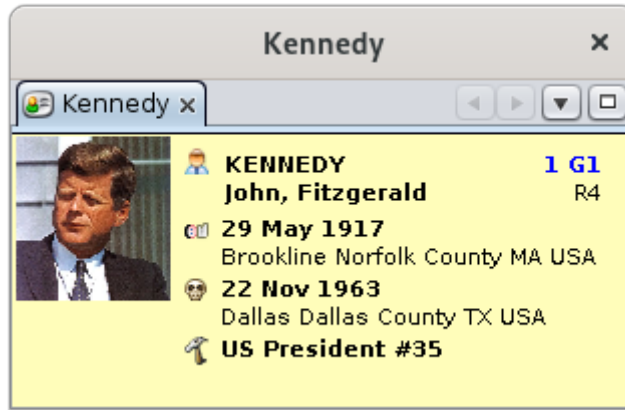 Kennedy
Kennedy
KENNEDY 1 G1
John, Fitzgerald R4
29 May 1917
Brookline Norfolk County MA USA
22 Nov 1963
Dallas Dallas County TX USA
US President #35